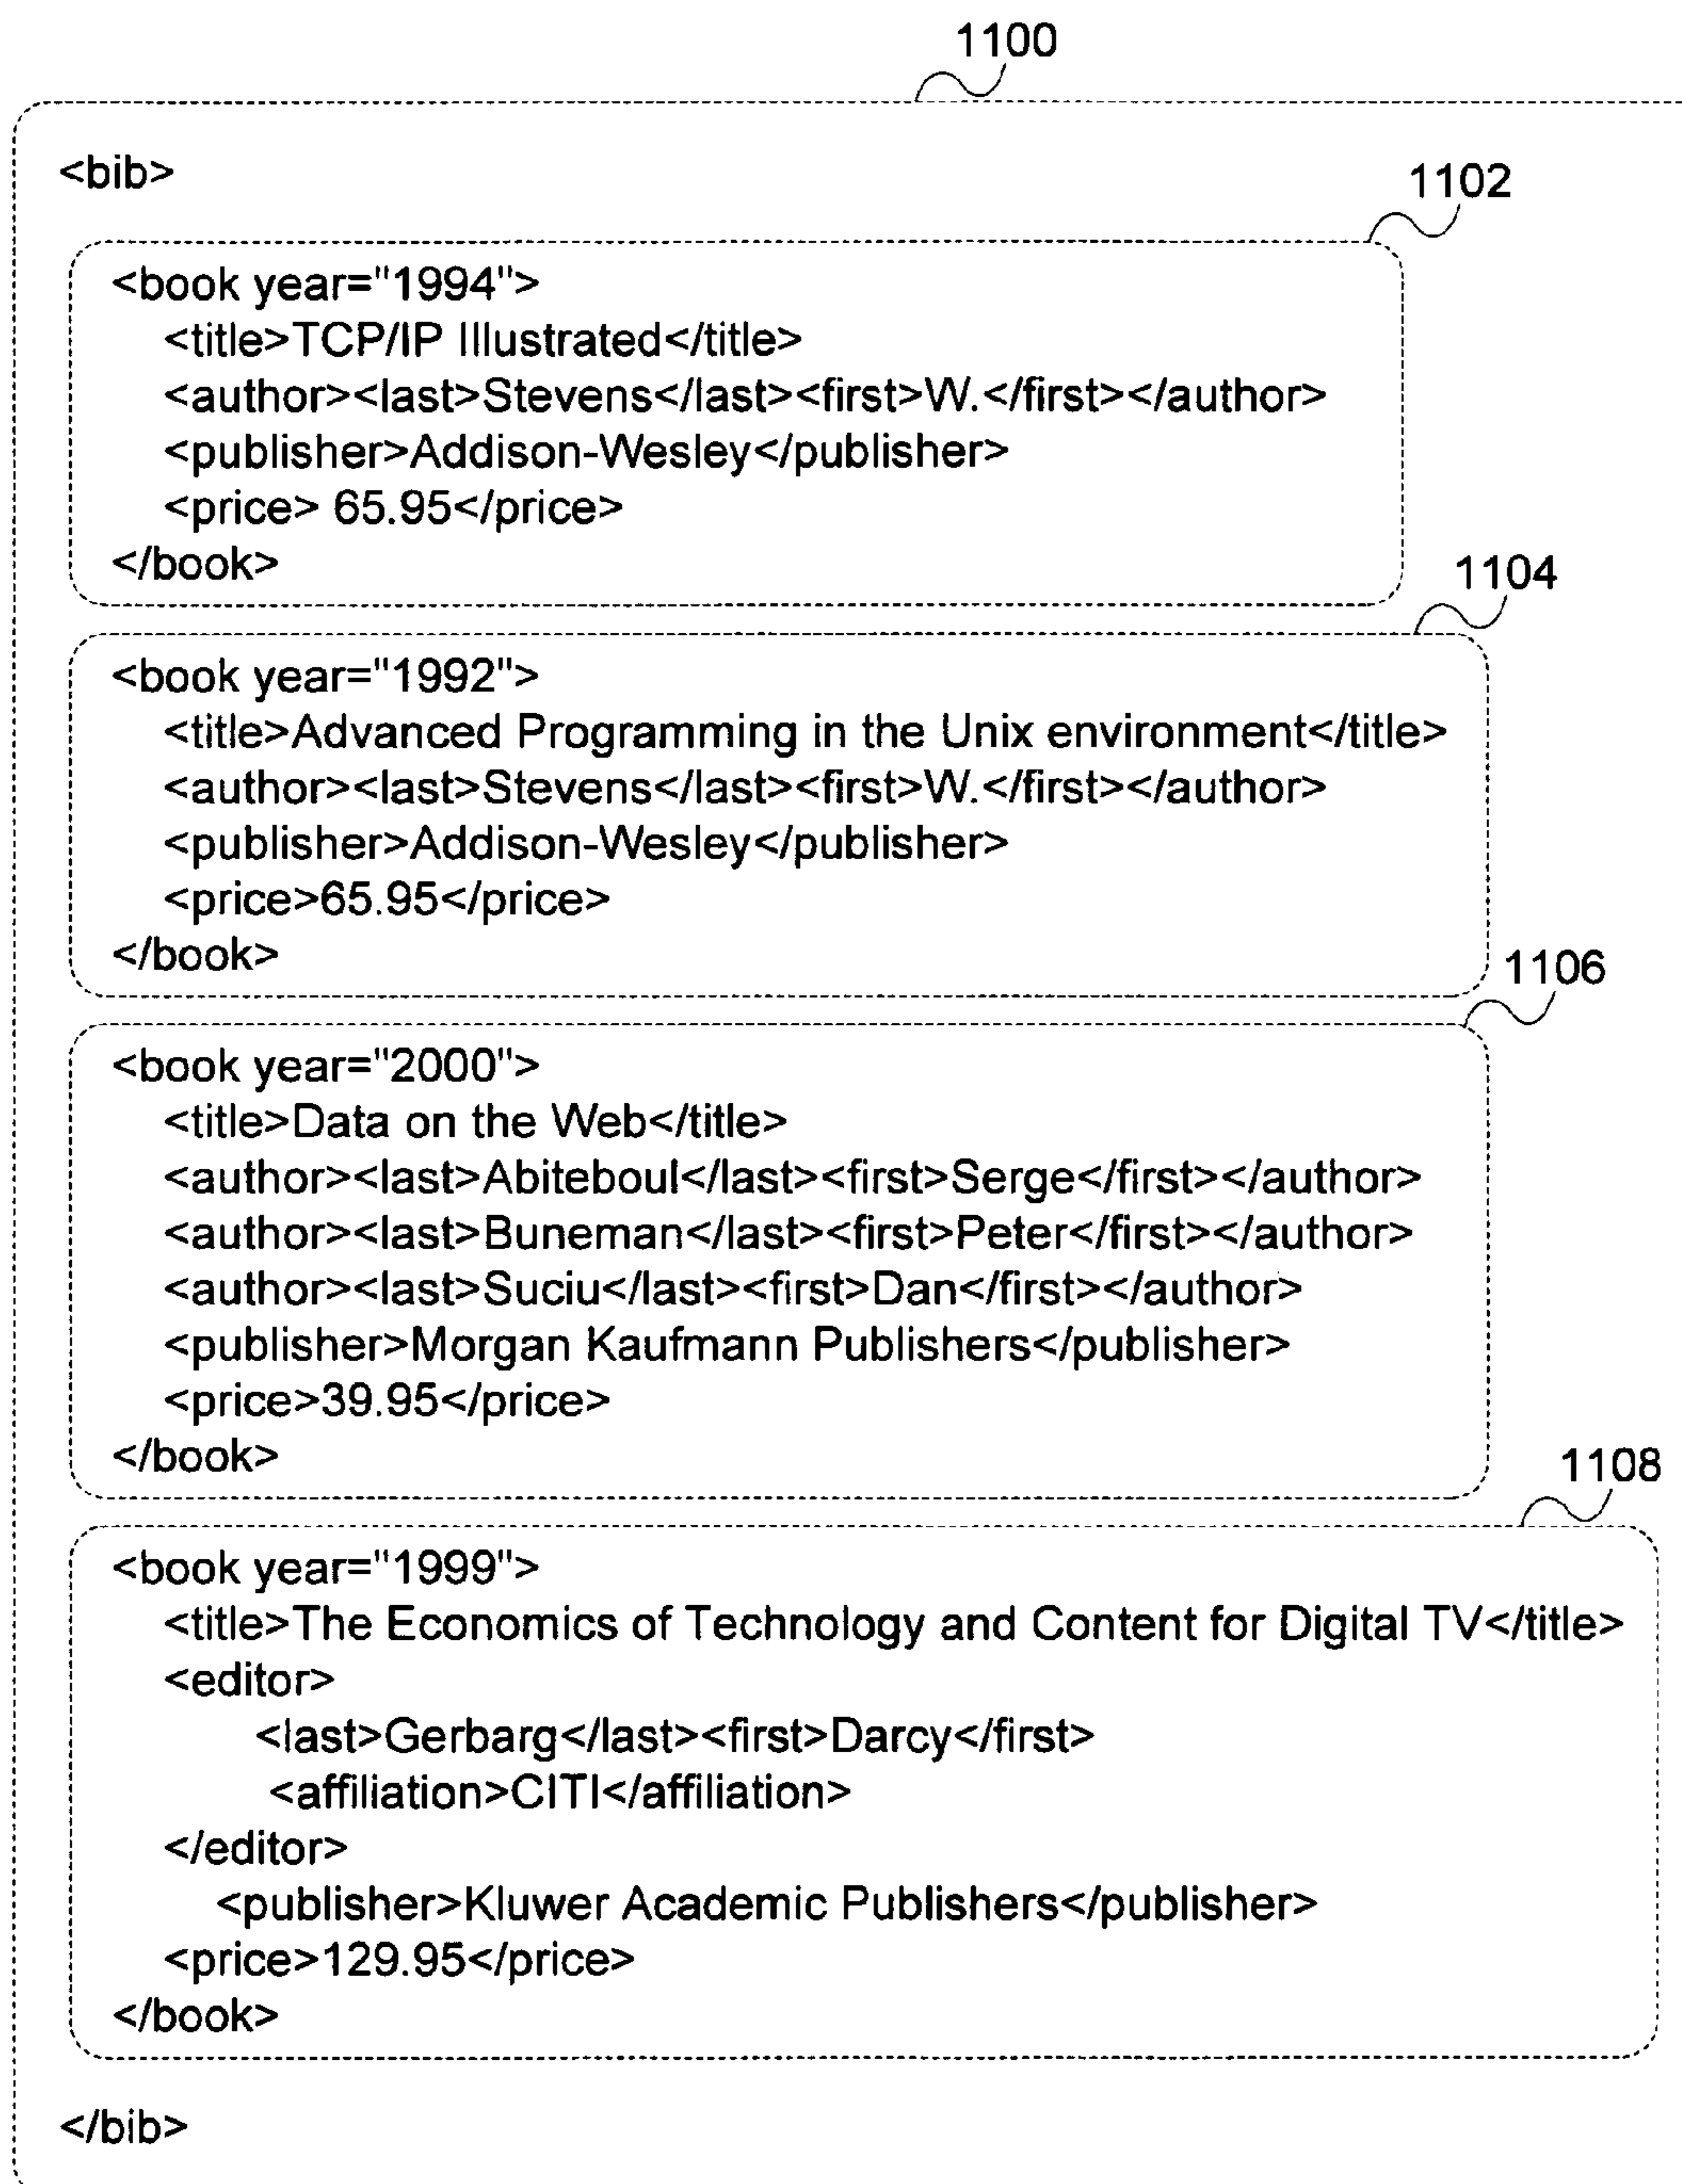 1100
<bib>
1102
<book year="1994">
<title>TCP/IP Illustrated</title>
<author><last>Stevens</last><first>W.</first></author>
<publisher>Addison-Wesley</publisher>
<price> 65.95</price>
</book>
1104
<book year="1992">
<title>Advanced Programming in the Unix environment</title>
<author><last>Stevens</last><first>W.</first></author>
<publisher>Addison-Wesley</publisher>
<price>65.95</price>
</book>
1106
<book year="2000">
<title>Data on the Web</title>
<author><last>Abiteboul</last><first>Serge</first></author>
<author><last>Buneman</last><first>Peter</first></author>
<author><last>Suciu</last><first>Dan</first></author>
<publisher>Morgan Kaufmann Publishers</publisher>
<price>39.95</price>
</book>
1108
<book year="1999">
<title>The Economics of Technology and Content for Digital TV</title>
<editor>
<last>Gerbarg</last><first>Darcy</first>
<affiliation>CITI</affiliation>
</editor>
<publisher>Kluwer Academic Publishers</publisher>
<price>129.95</price>
</book>
</bib>